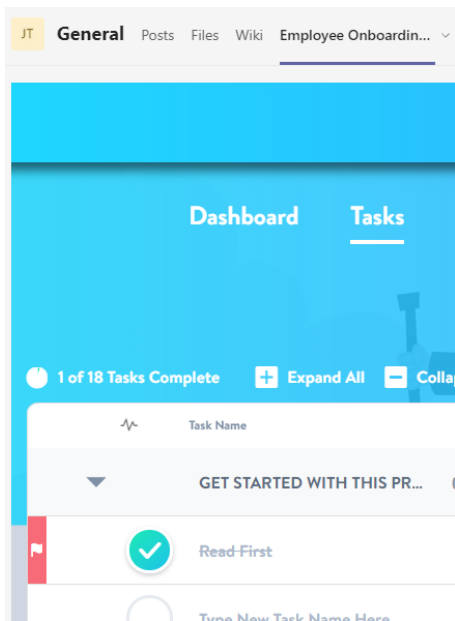 JT General Posts Files Wiki Employee Onboardin...
Dashboard Tasks
1 of 18 Tasks Complete Expand All Colla
Task Name
GET STARTED WITH THIS PR...
Read First
Type New Task Name Here